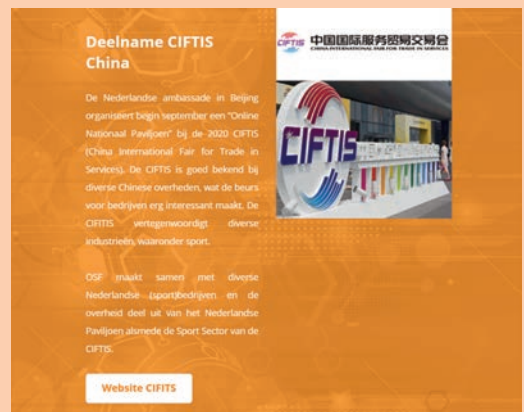 Deelname CIFTIS
China
De Nederlandse ambassade in Beijing
organiseert begin september een "Online
Nationaal Paviljoen" bij de 2020 CIFTIS
(China International Fair for Trade in
Services). De CIFTIS is goed bekend bij
diverse Chinese overheden, wat de beurs
voor bedrijven erg interessant maakt. De
CIFITIS vertegenwoordigt diverse
industrieën, waaronder sport.
OSF maakt samen met diverse
Nederlandse (sport)bedrijven en de
overheid deel uit van het Nederlandse
Paviljoen alsmede de Sport Sector van de
CIFTIS.
Website CIFITS
CIFTIS 中国国际服务贸易交易会
CHINA INTERNATIONAL FAIR FOR TRADE IN SERVICES
CIFTIS